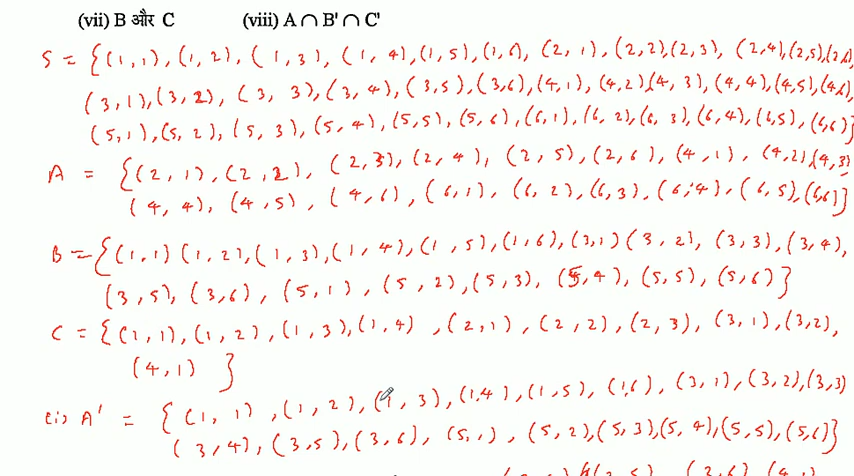 (vii) B और C (viii) A ∩ B' ∩ C'
S = {(1,1), (1,2), (1,3), (1,4), (1,5), (1,6), (2,1), (2,2), (2,3), (2,4), (2,5), (2,6),
(3,1), (3,2), (3,3), (3,4), (3,5), (3,6), (4,1), (4,2), (4,3), (4,4), (4,5), (4,6)
(5,1), (5,2), (5,3), (5,4), (5,5), (5,6), (6,1), (6,2), (6,3), (6,4), (6,5), (6,6)}
A = {(2,1), (2,2), (2,3), (2,4), (2,5), (2,6), (4,1), (4,2) (4,3)
(4,4), (4,5), (4,6), (6,1), (6,2), (6,3), (6,4), (6,5), (6,6)}
B = {(1,1) (1,2), (1,3), (1,4), (1,5), (1,6), (3,1) (3,2), (3,3), (3,4),
(3,5), (3,6), (5,1), (5,2), (5,3), (5,4), (5,5), (5,6)}
C = {(1,1), (1,2), (1,3), (1,4), (2,1), (2,2), (2,3), (3,1), (3,2),
(4,1)}
(i) A' = {(1,1), (1,2), (1,3), (1,4), (1,5), (1,6), (3,1), (3,2), (3,3)
(3,4), (3,5), (3,6), (5,1), (5,2), (5,3), (5,4), (5,5), (5,6)}